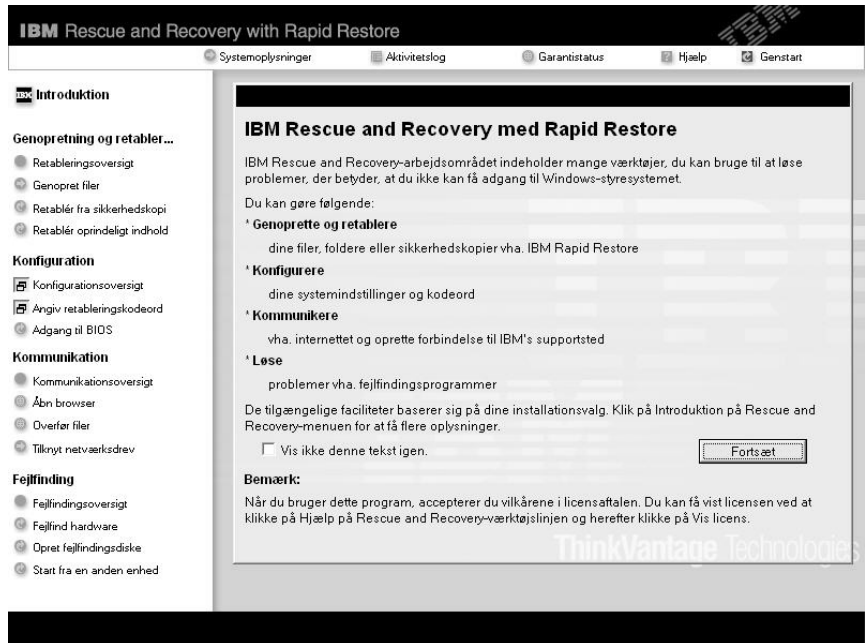 IBM Rescue and Recovery with Rapid Restore
IBM
Systemoplysninger
Aktivitetslog
Garantistatus
Hjælp
Genstart
Introduktion
Genopretning og retabler...
Retableringsoversigt
Genopret filer
Retablér fra sikkerhedskopi
Retablér oprindeligt indhold
Konfiguration
Konfigurationsoversigt
Angiv retableringskodeord
Adgang til BIOS
Kommunikation
Kommunikationsoversigt
Åbn browser
Overfør filer
Tilknyt netværksdrev
Fejlfinding
Fejlfindingsoversigt
Fejlfind hardware
Opret fejlfindingsdiske
Start fra en anden enhed
IBM Rescue and Recovery med Rapid Restore
IBM Rescue and Recovery-arbejdsområdet indeholder mange værktøjer, du kan bruge til at løse
problemer, der betyder, at du ikke kan få adgang til Windows-styresystemet.
Du kan gøre følgende:
* Genoprette og retablere
dine filer, foldere eller sikkerhedskopier vha. IBM Rapid Restore
* Konfigurere
dine systemindstillinger og kodeord
* Kommunikere
vha. internettet og oprette forbindelse til IBM's supportsted
* Løse
problemer vha. fejlfindingsprogrammer
De tilgængelige faciliteter baserer sig på dine installationsvalg. Klik på Introduktion på Rescue and
Recovery-menuen for at få flere oplysninger.
Vis ikke denne tekst igen.
Fortsæt
Bemærk:
Når du bruger dette program, accepterer du vilkårene i licensaftalen. Du kan få vist licensen ved at
klikke på Hjælp på Rescue and Recovery-værktøjslinjen og herefter klikke på Vis licens.
ThinkVantage Technologies